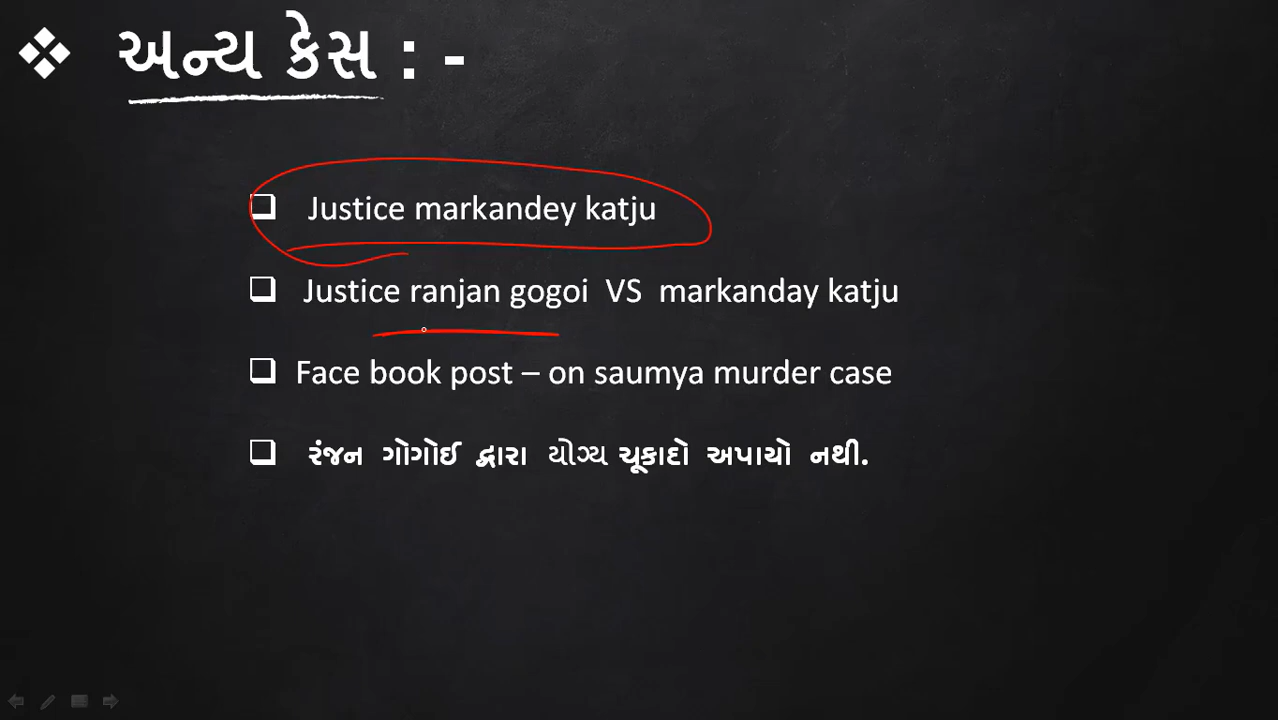 ❖ અન્ય કેસ : -
❑ Justice markandey katju
❑ Justice ranjan gogoi VS markanday katju
❑ Face book post – on saumya murder case
❑ રંજન ગોગોઈ દ્વારા યોગ્ય ચૂકાદો અપાયો નથી.